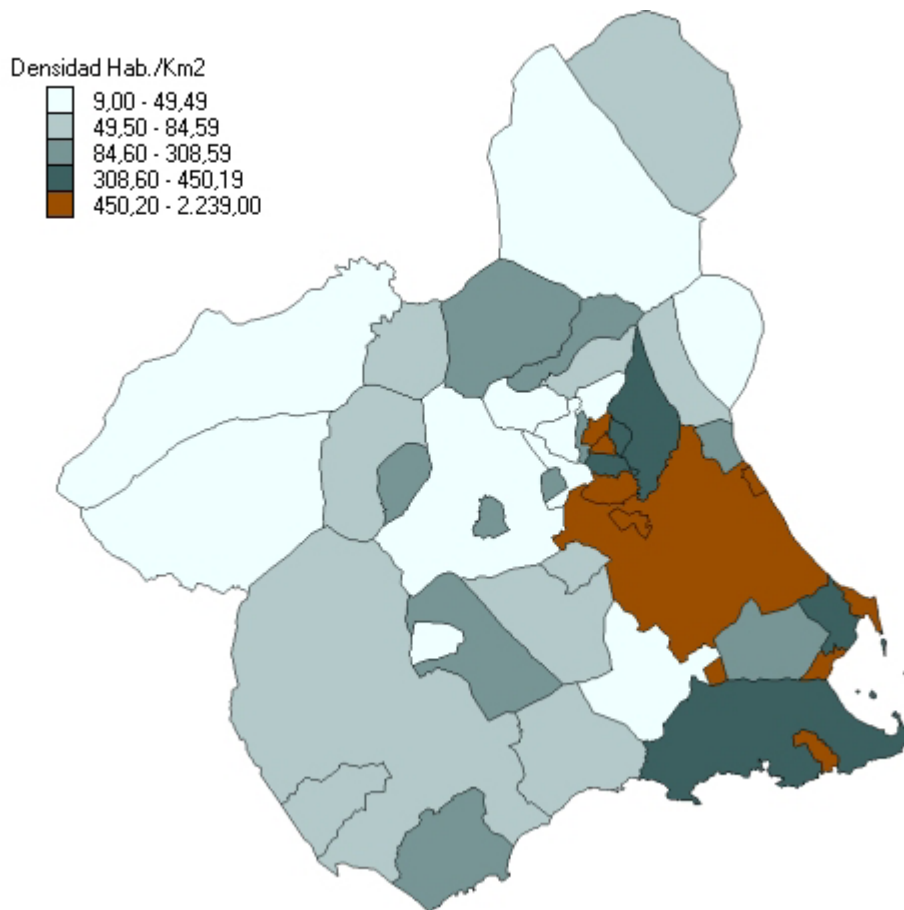 Densidad Hab./Km2
9,00 - 49,49
49,50 - 84,59
84,60 - 308,59
308,60 - 450,19
450,20 - 2.239,00